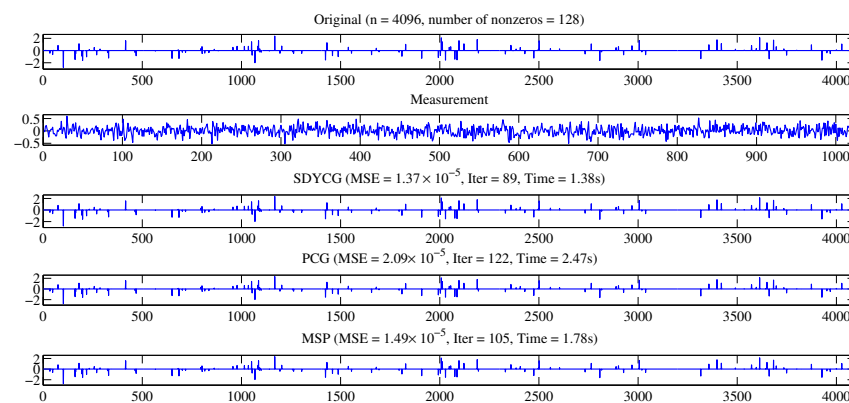 Original (n = 4096, number of nonzeros = 128)
2
0
−2
0 500 1000 1500 2000 2500 3000 3500 4000
Measurement
0.5
0
−0.5
0 100 200 300 400 500 600 700 800 900 1000
SDYCG (MSE = 1.37 × 10⁻⁵, Iter = 89, Time = 1.38s)
2
0
−2
0 500 1000 1500 2000 2500 3000 3500 4000
PCG (MSE = 2.09× 10⁻⁵, Iter = 122, Time = 2.47s)
2
0
−2
0 500 1000 1500 2000 2500 3000 3500 4000
MSP (MSE = 1.49× 10⁻⁵, Iter = 105, Time = 1.78s)
2
0
−2
0 500 1000 1500 2000 2500 3000 3500 4000